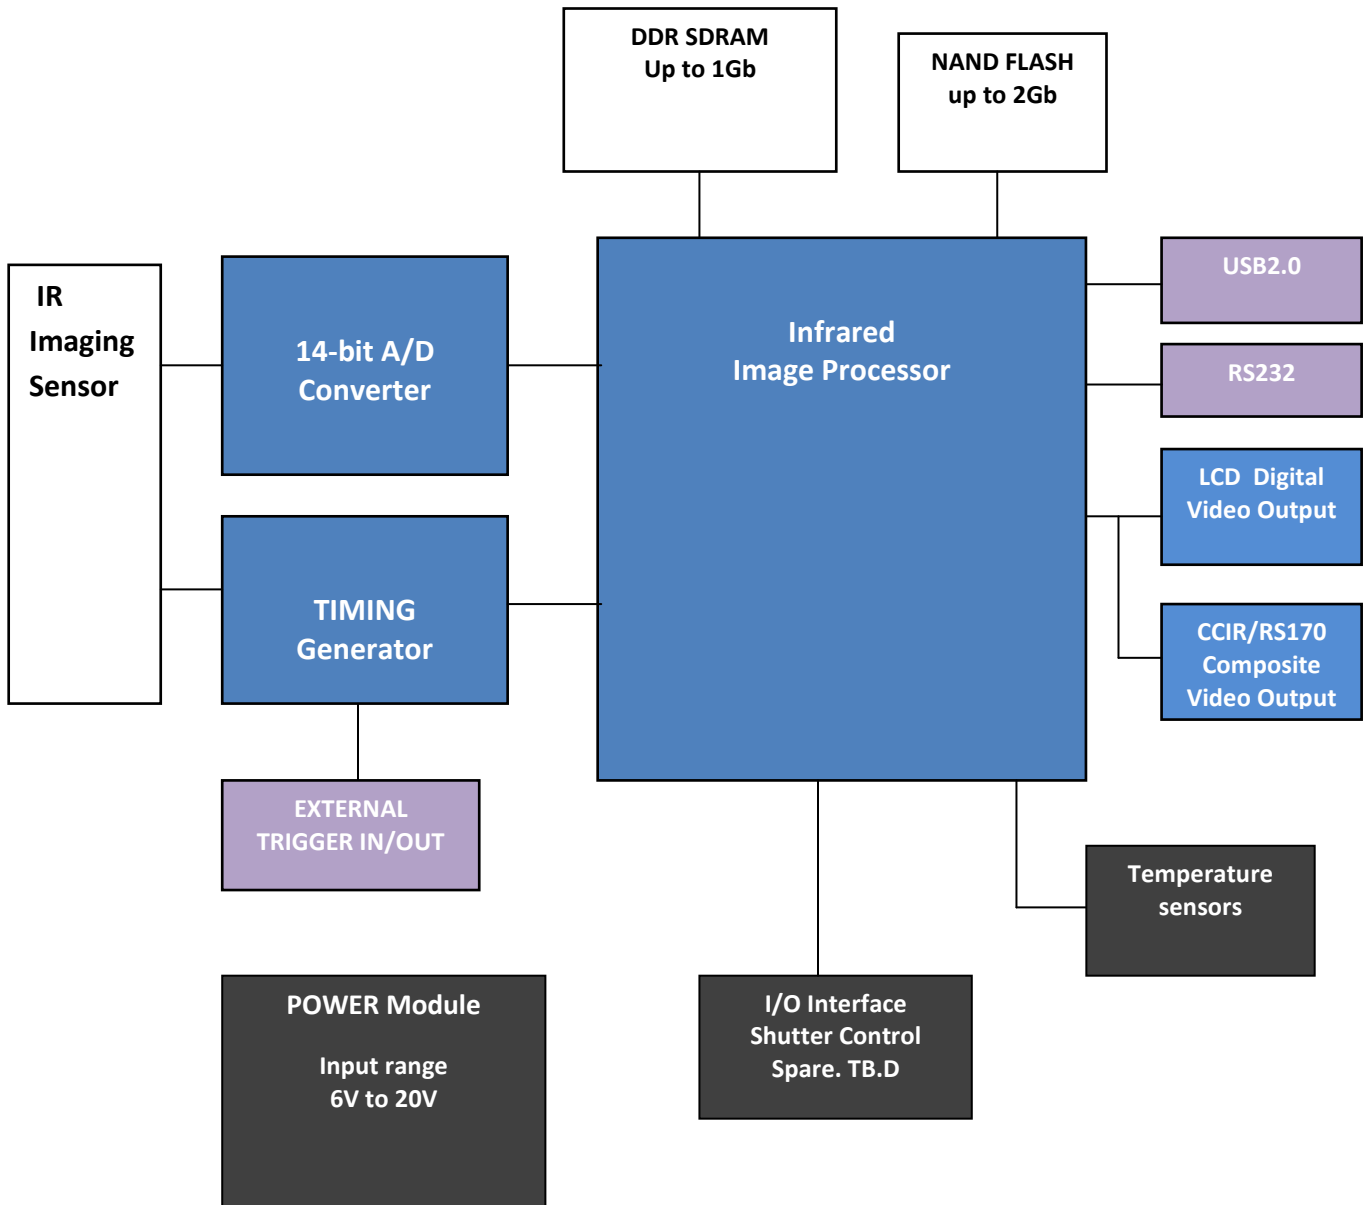 DDR SDRAM
Up to 1Gb
NAND FLASH
up to 2Gb
IR
Imaging
Sensor
14-bit A/D
Converter
Infrared
Image Processor
USB2.0
RS232
LCD  Digital
Video Output
TIMING
Generator
CCIR/RS170
Composite
Video Output
EXTERNAL
TRIGGER IN/OUT
Temperature
sensors
POWER Module
Input range
6V to 20V
I/O Interface
Shutter Control
Spare. TB.D